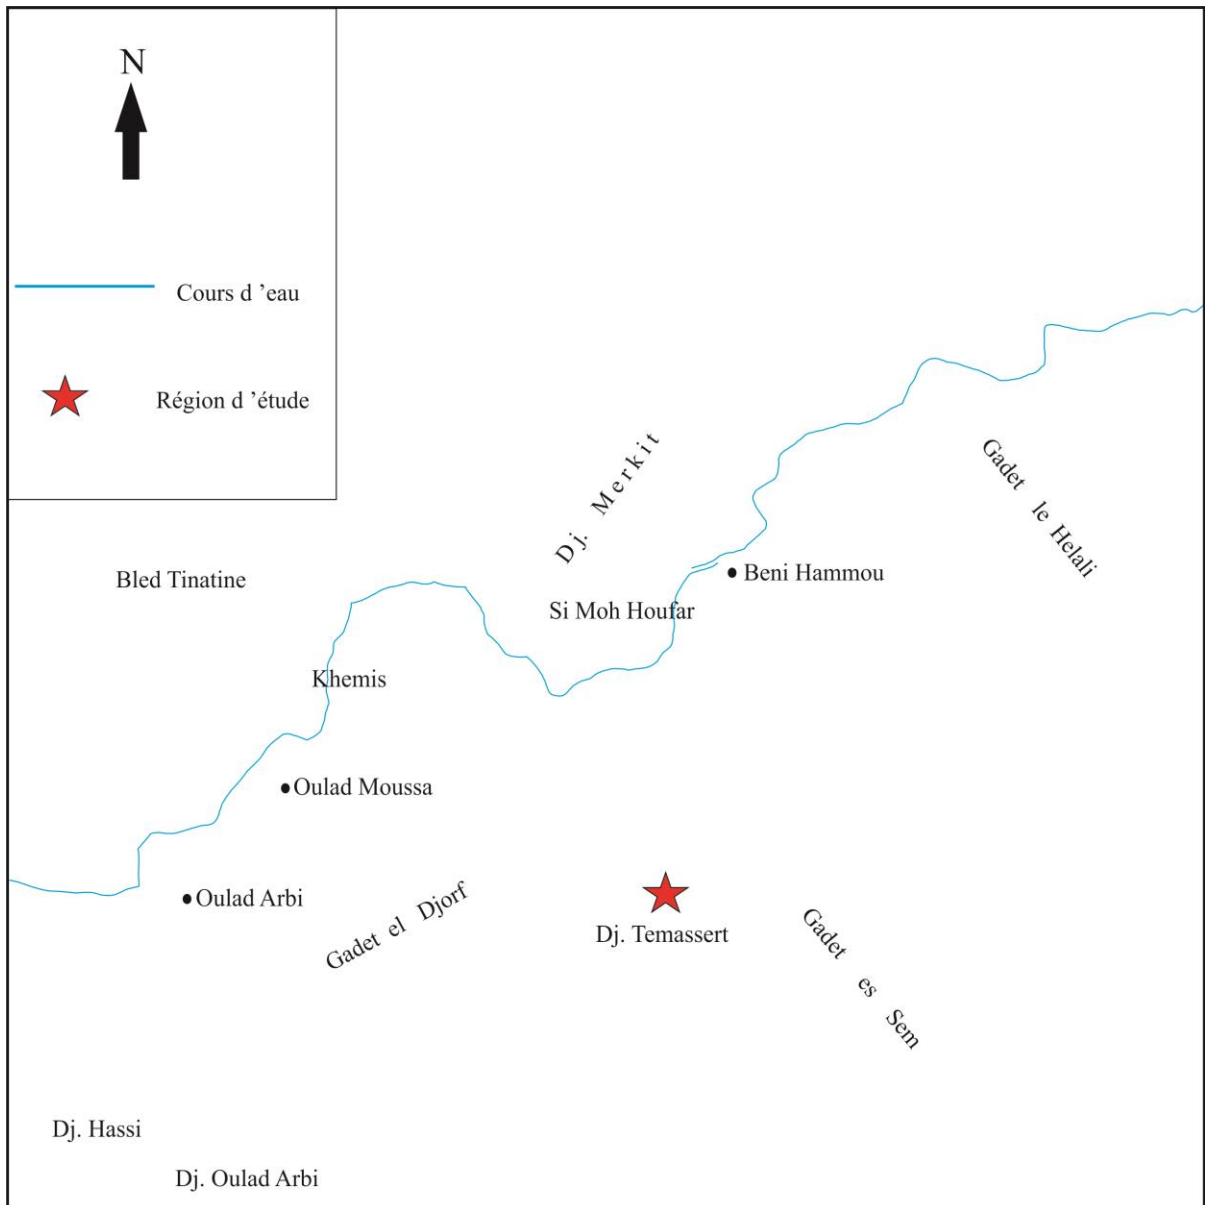 N
Cours d ’eau
Région d ’étude
Dj. Merkit
Gadet le Helali
Bled Tinatine
Beni Hammou
Si Moh Houfar
Khemis
Oulad Moussa
Oulad Arbi
Gadet el Djorf
Dj. Temassert
Gadet es Sem
Dj. Hassi
Dj. Oulad Arbi